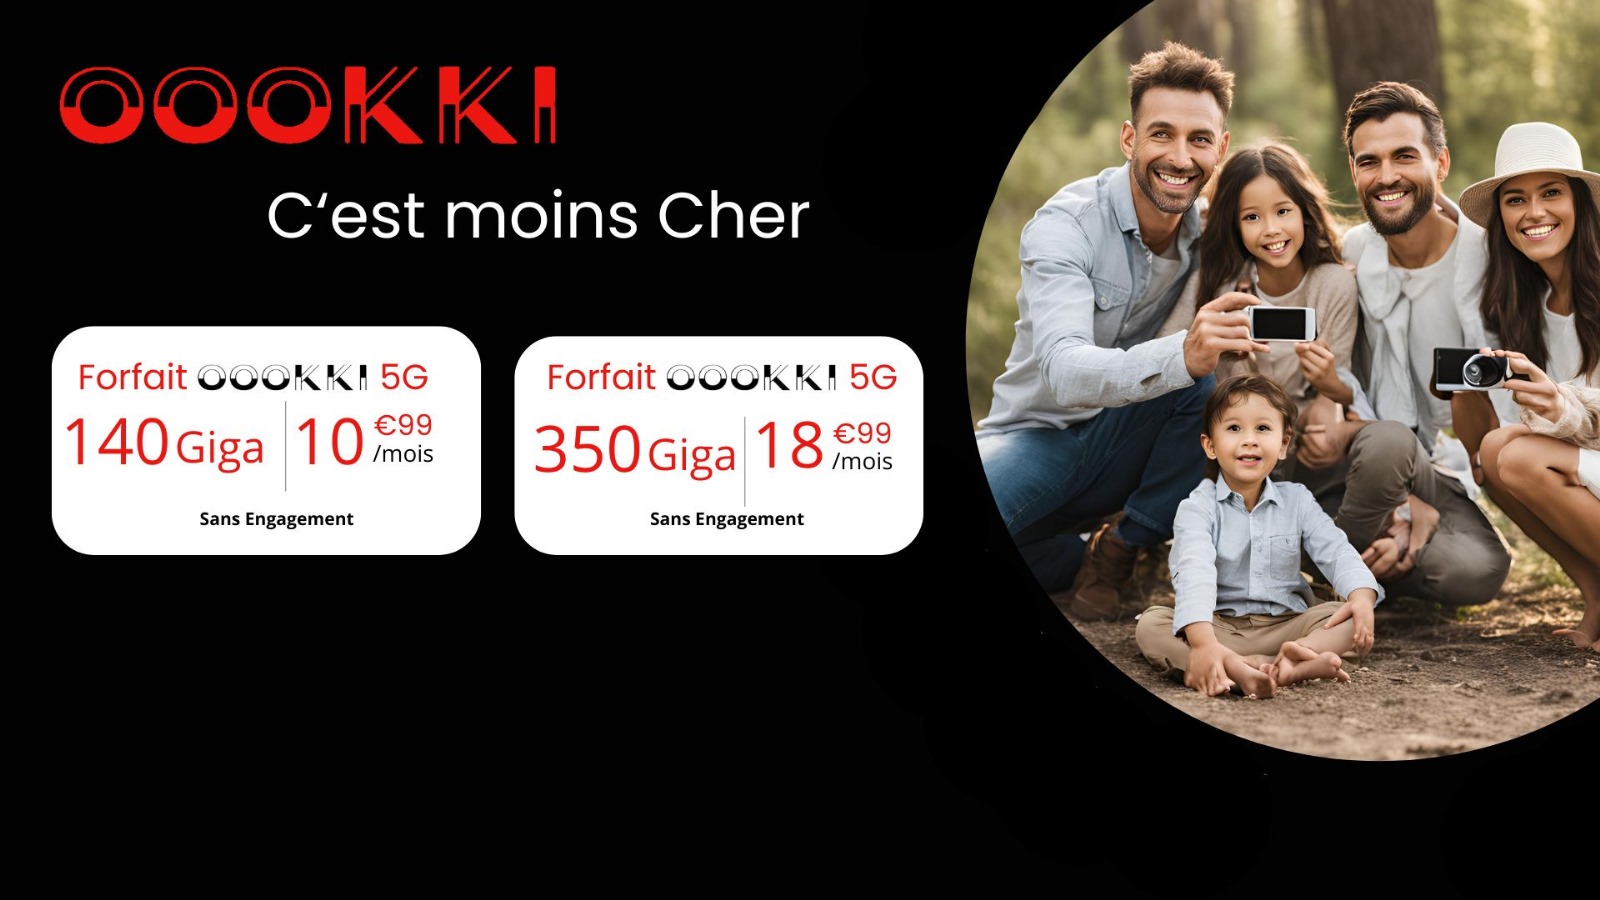 OOOKKI
C‘est moins Cher
Forfait OOOKKI 5G
140 Giga 10 €99 /mois
Sans Engagement
Forfait OOOKKI 5G
350 Giga 18 €99 /mois
Sans Engagement